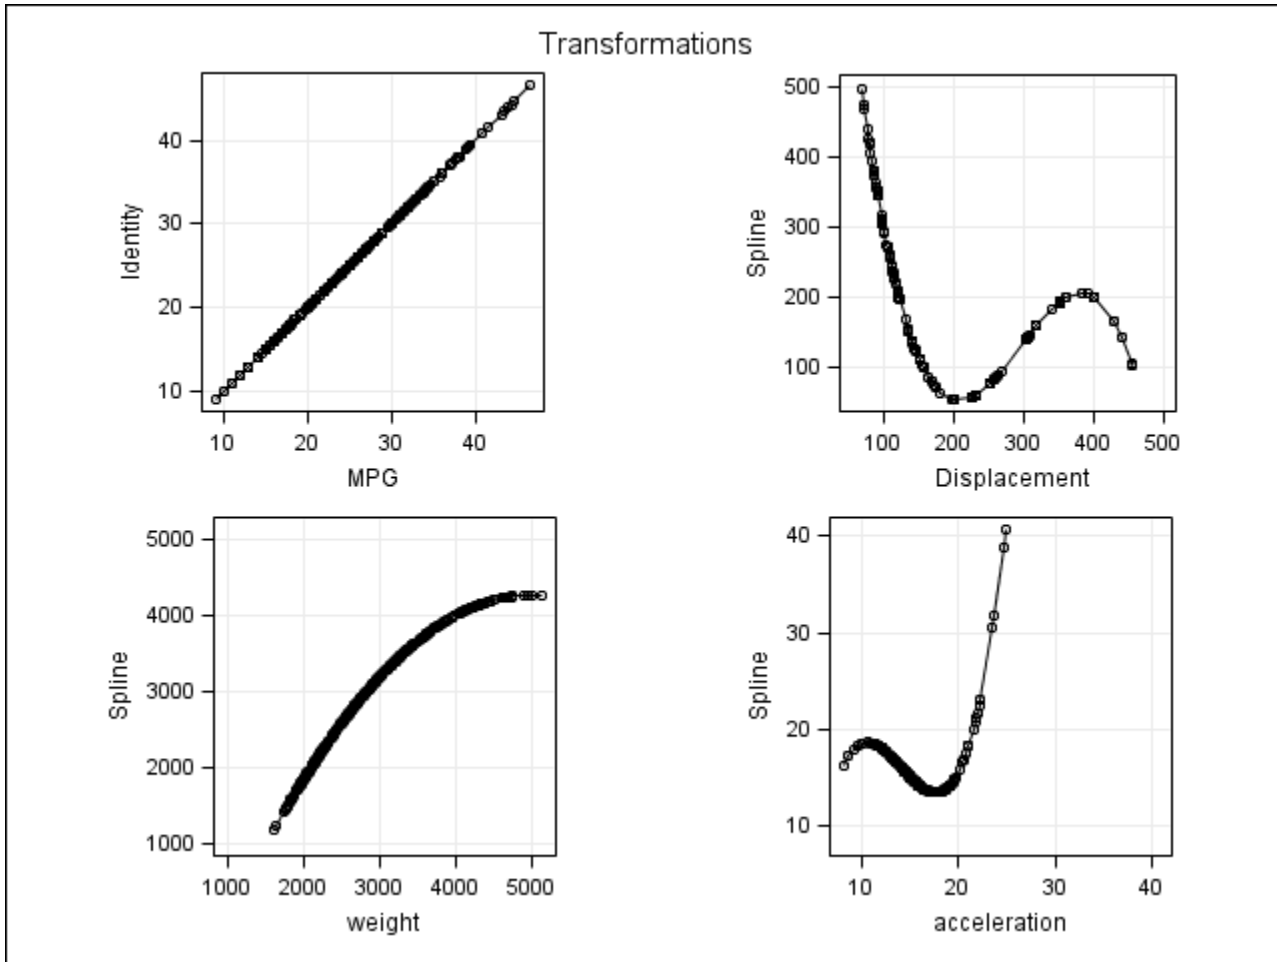 Transformations
40
30
20
10
Identity
10 20 30 40
MPG
500
400
300
200
100
Spline
100 200 300 400 500
Displacement
5000
4000
3000
2000
1000
Spline
1000 2000 3000 4000 5000
weight
40
30
20
10
Spline
10 20 30 40
acceleration